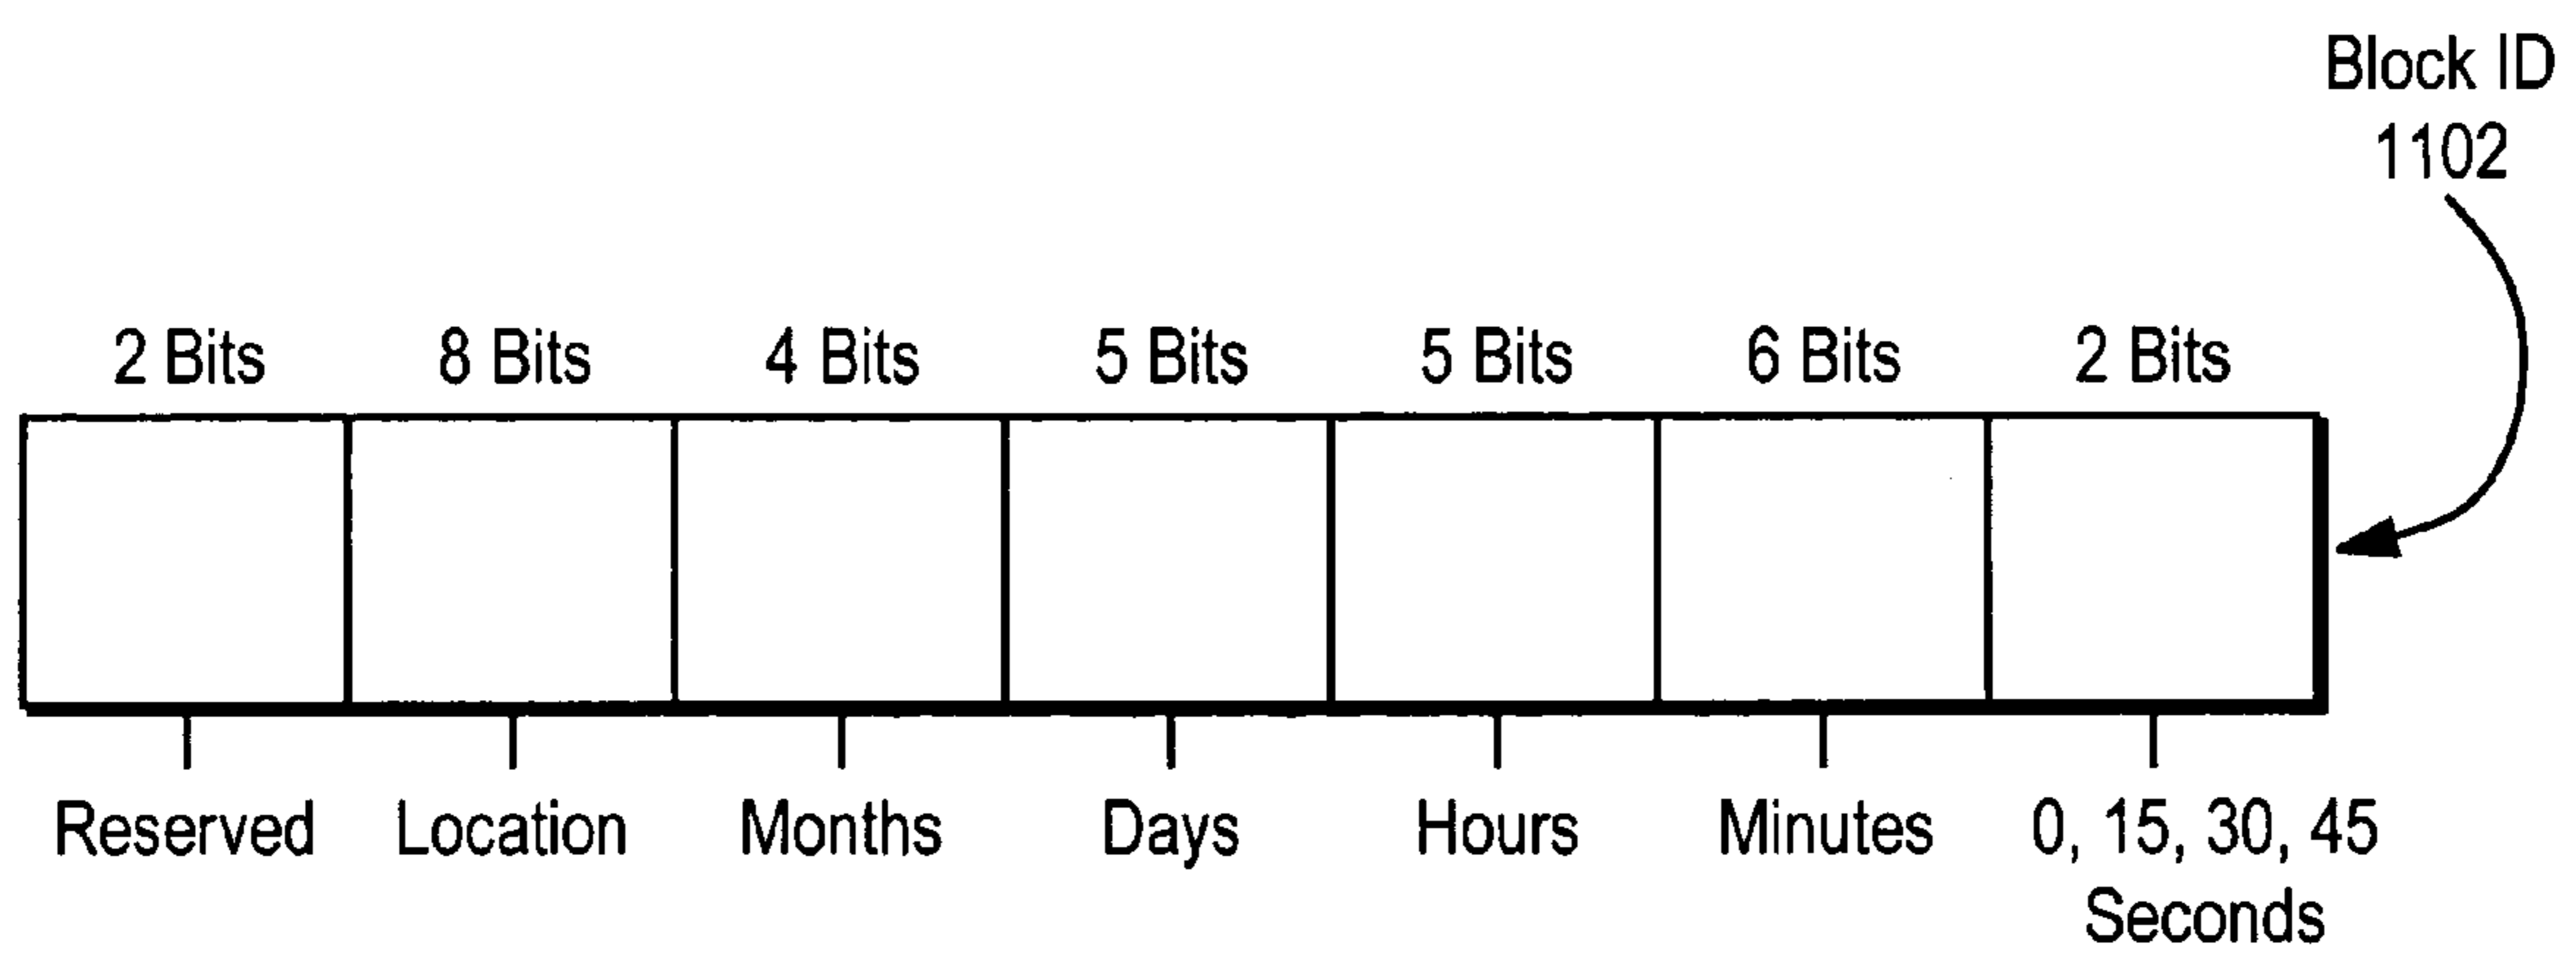 Block ID
1102
2 Bits 8 Bits 4 Bits 5 Bits 5 Bits 6 Bits 2 Bits
Reserved Location Months Days Hours Minutes 0, 15, 30, 45
Seconds